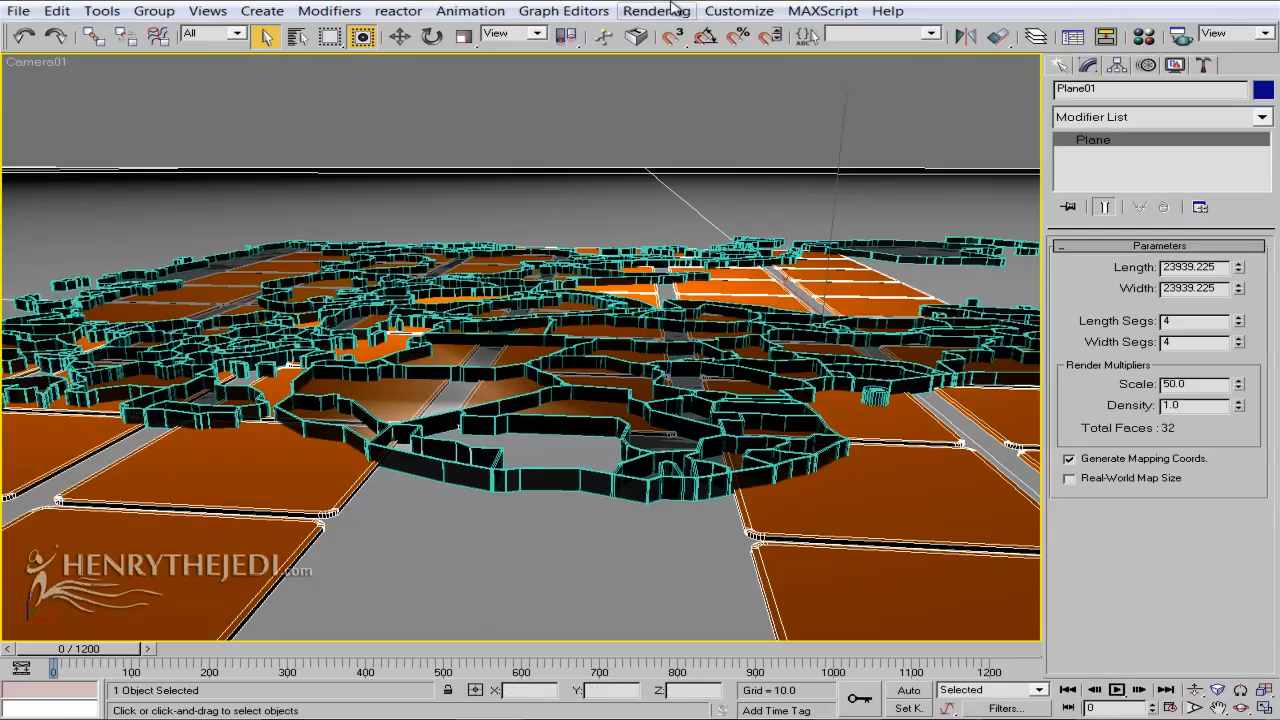 File Edit Tools Group Views Create Modifiers reactor Animation Graph Editors Rendering Customize MAXScript Help
All View View
Camera01
Plane01
Modifier List
Plane
Parameters
Length: 23939.225
Width: 23939.225
Length Segs: 4
Width Segs: 4
Render Multipliers
Scale: 50.0
Density: 1.0
Total Faces : 32
Generate Mapping Coords.
Real-World Map Size
HENRYTHEJEDI.com
0 / 1200
0 100 200 300 400 500 600 700 800 900 1000 1100 1200
1 Object Selected X: Y: Z: Grid = 10.0 Auto Selected
Click or click-and-drag to select objects Add Time Tag Set K. Filters... 0